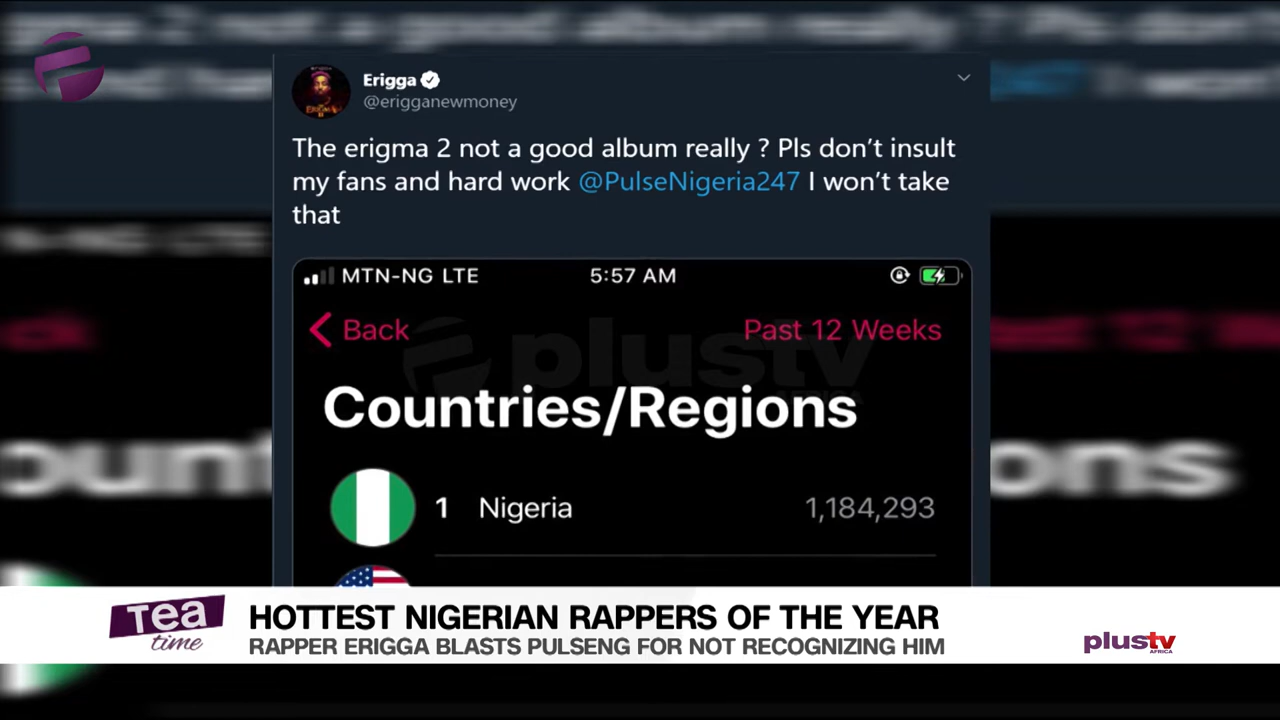 Erigga
@erigganewmoney
The erigma 2 not a good album really ? Pls don't insult
my fans and hard work @PulseNigeria247 I won't take
that
MTN-NG LTE 5:57 AM
Back Past 12 Weeks
plustv
AFRICA
Countries/Regions
1 Nigeria 1,184,293
Tea
time
HOTTEST NIGERIAN RAPPERS OF THE YEAR
RAPPER ERIGGA BLASTS PULSENG FOR NOT RECOGNIZING HIM
plustv
AFRICA